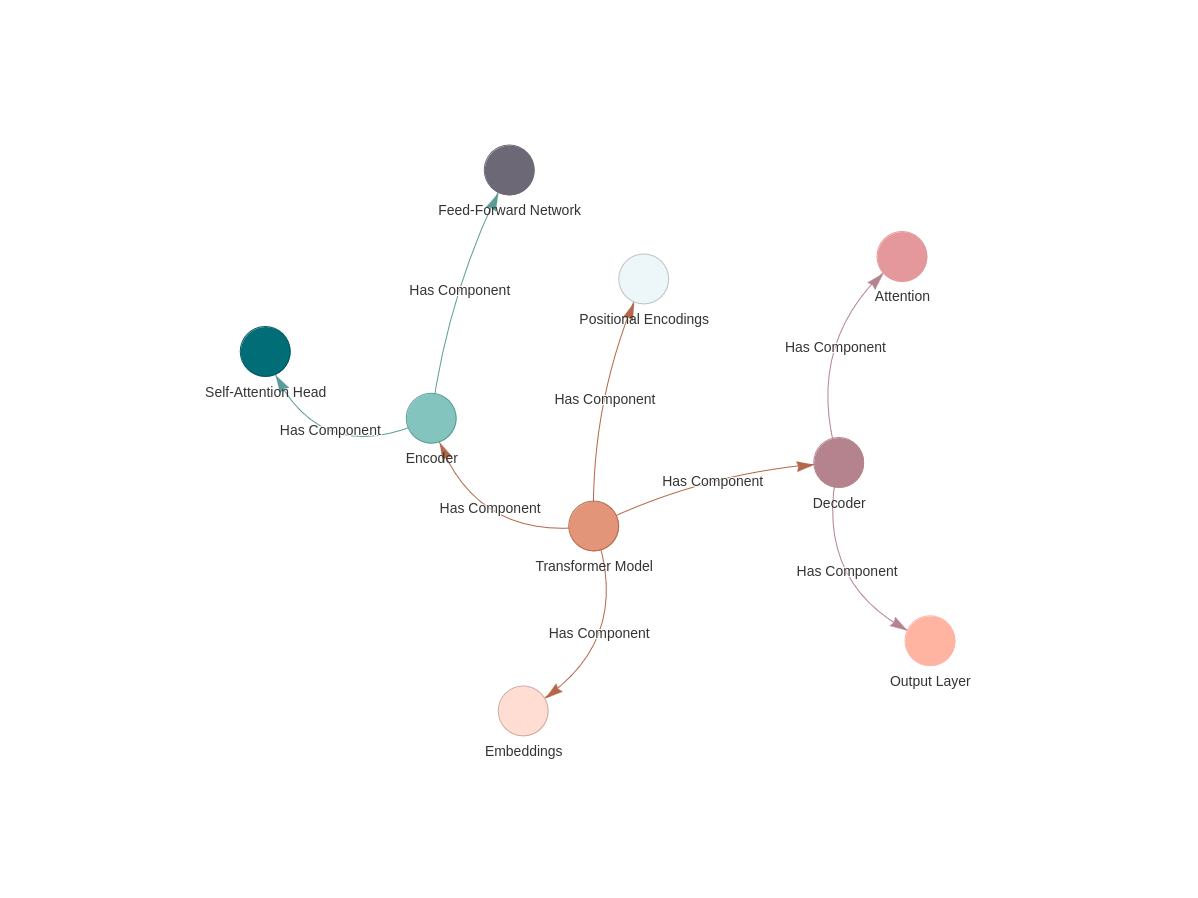 Feed-Forward Network
Has Component
Positional Encodings
Attention
Has Component
Self-Attention Head
Has Component
Has Component
Encoder
Has Component
Has Component
Decoder
Transformer Model
Has Component
Has Component
Output Layer
Embeddings